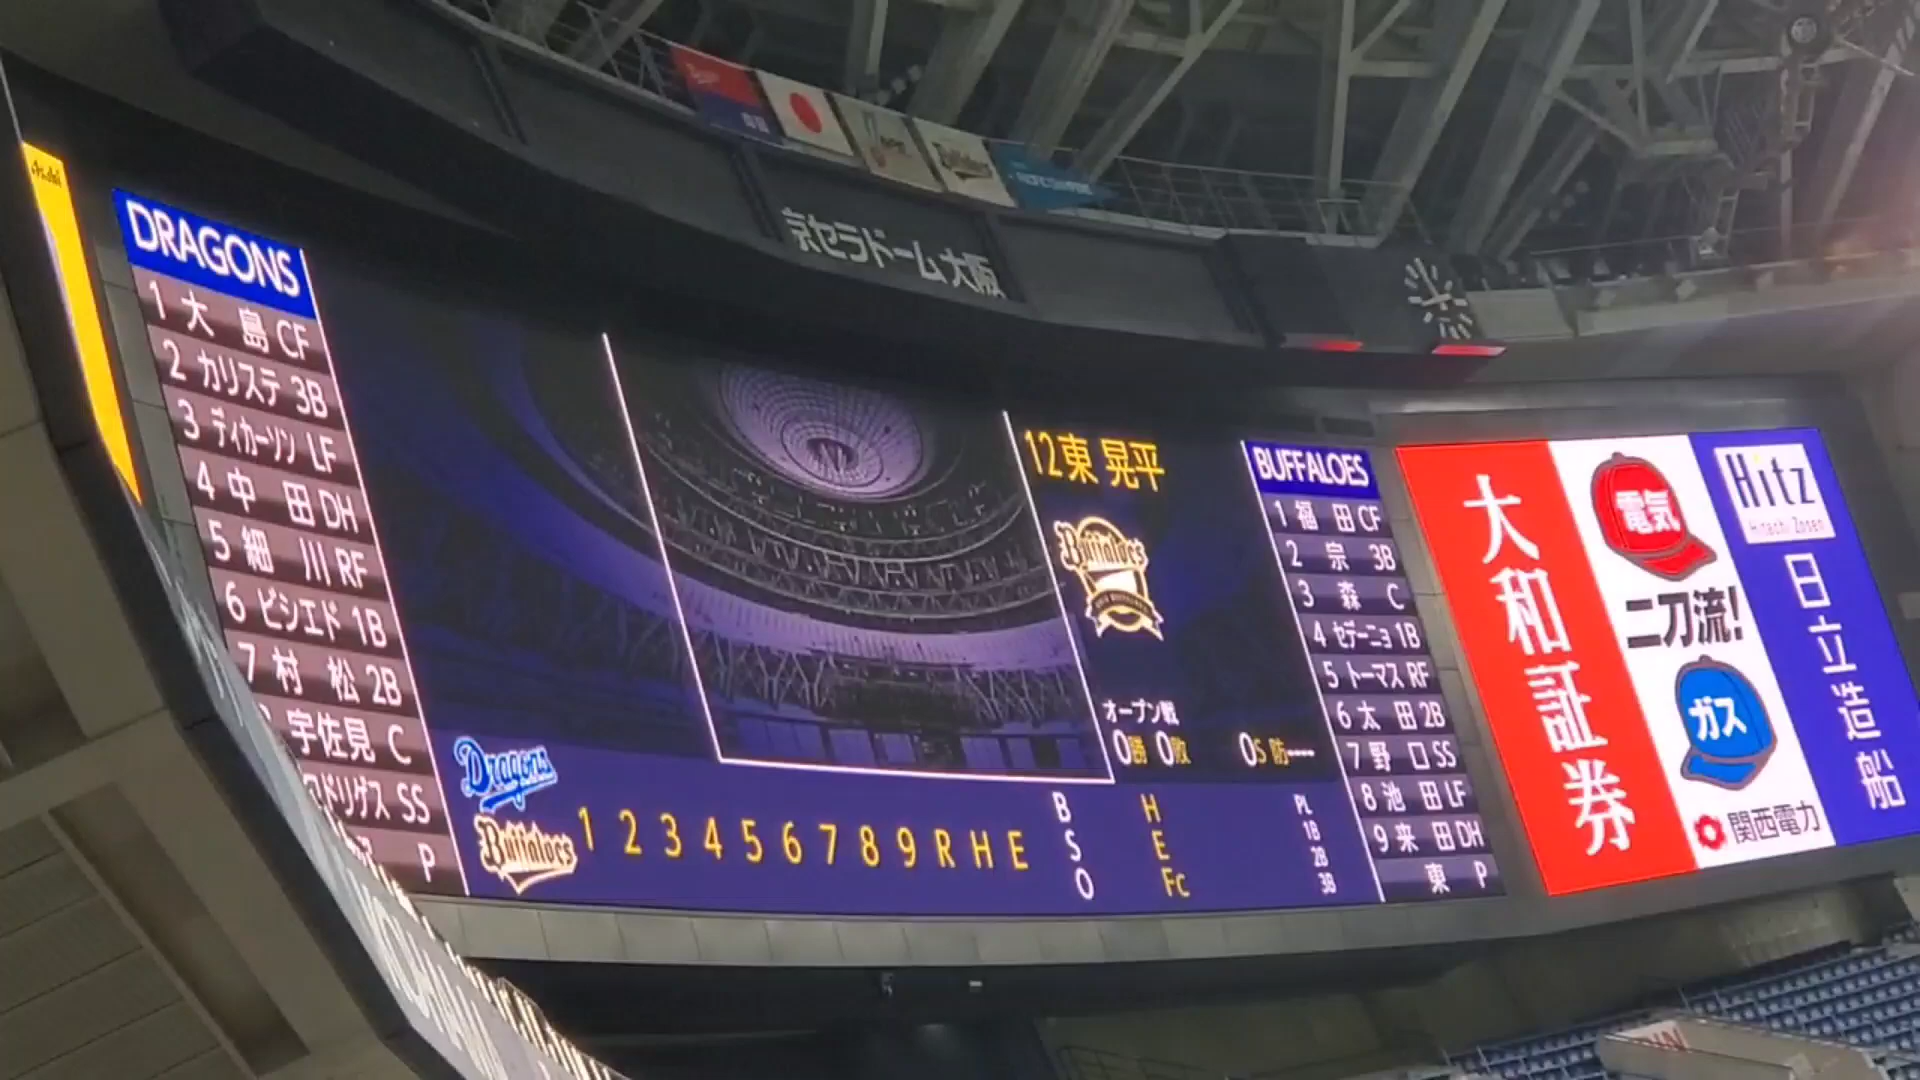 Asahi
京セラドーム大阪
Buffaloes
DRAGONS
1 大 島 CF
2 カリステ 3B
3 ディカーソン LF
4 中 田 DH
5 細 川 RF
6 ビシエド 1B
7 村 松 2B
宇佐見 C
ロドリゲス SS
P
12 東 晃平
Buffaloes
オープン戦
0勝 0敗 0S 防----
Dragons
Buffaloes
1 2 3 4 5 6 7 8 9 R H E
B H PL
S E 1B
2B
O Fc 3B
BUFFALOES
1 福 田 CF
2 宗 3B
3 森 C
4 セデーニョ 1B
5 トーマス RF
6 太 田 2B
7 野 口 SS
8 池 田 LF
9 来 田 DH
東 P
大和証券
電気
二刀流!
ガス
関西電力
Hitz
Hitachi Zosen
日立造船